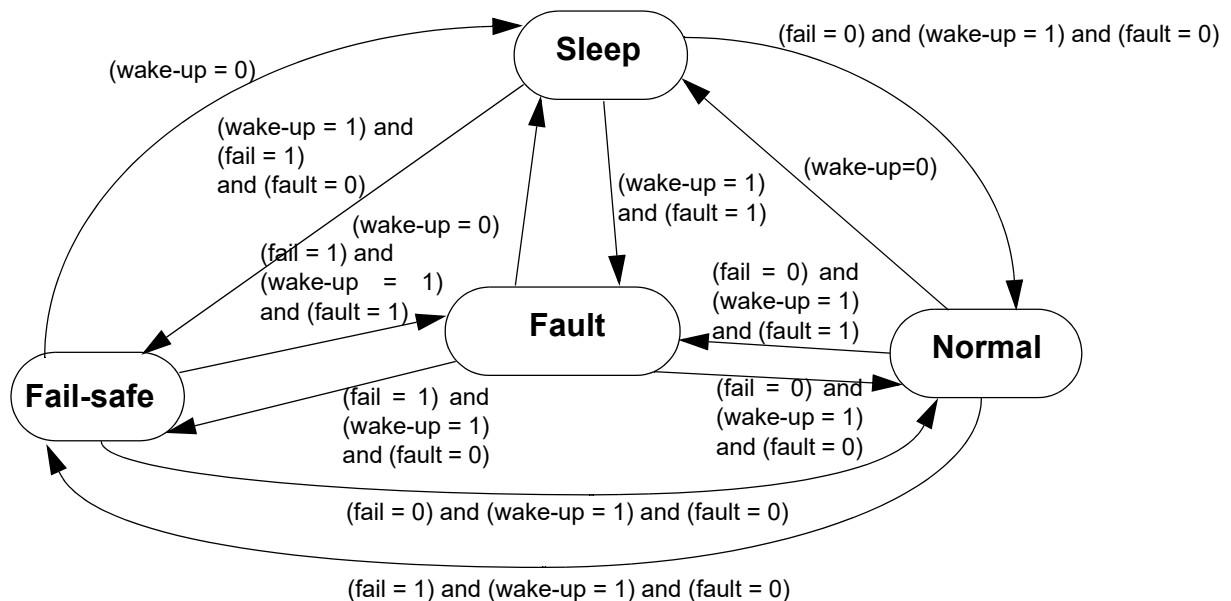 Sleep
(fail = 0) and (wake-up = 1) and (fault = 0)
(wake-up = 0)
(wake-up = 1) and
(fail = 1)
and (fault = 0)
(wake-up = 1)
and (fault = 1)
(wake-up=0)
(wake-up = 0)
(fail = 1) and
(wake-up = 1)
and (fault = 1)
(fail = 0) and
(wake-up = 1)
and (fault = 1)
Fault
Normal
Fail-safe
(fail = 1) and
(wake-up = 1)
and (fault = 0)
(fail = 0) and
(wake-up = 1)
and (fault = 0)
(fail = 0) and (wake-up = 1) and (fault = 0)
(fail = 1) and (wake-up = 1) and (fault = 0)